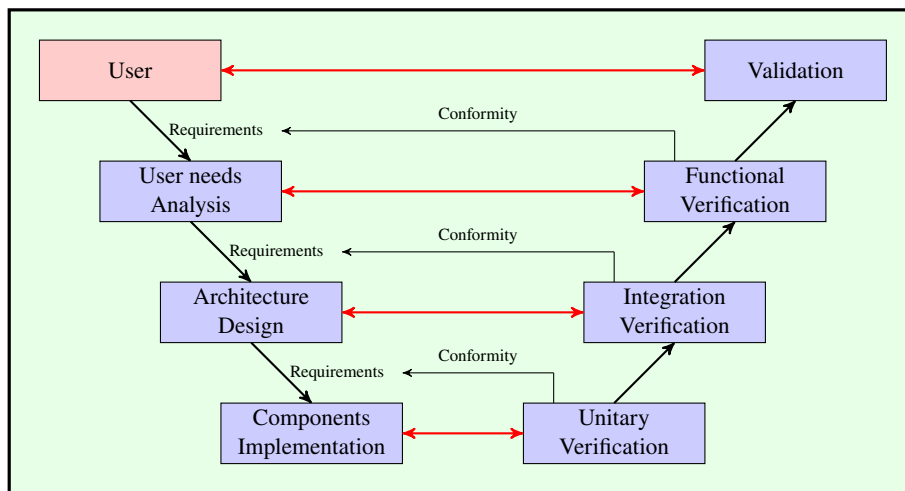 User
Validation
Requirements
Conformity
User needs
Analysis
Functional
Verification
Requirements
Conformity
Architecture
Design
Integration
Verification
Requirements
Conformity
Components
Implementation
Unitary
Verification